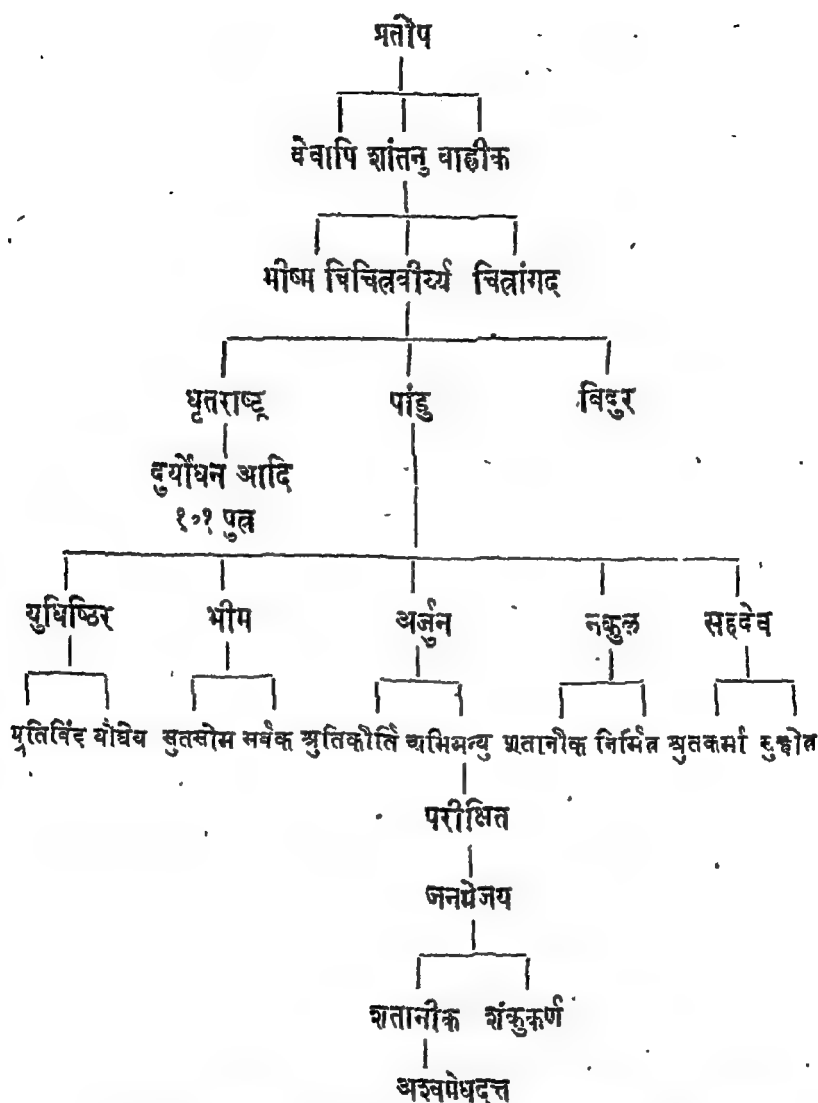 प्रतीप
देवापि शांतनु वाह्लीक
भीष्म विचित्रवीर्य्य चित्रांगद
धृतराष्ट्र पांडु विदुर
दुर्योधन आदि
१०१ पुत्र
युधिष्ठिर भीम अर्जुन नकुल सहदेव
प्रतिविंद यौधेय सुतसोम सर्वक श्रुतिकीर्ति अभिमन्यु शतानीक निर्मित्र श्रुतकर्मा सुहोत्र
परीक्षित
जनमेजय
शतानीक शंकुकर्ण
अश्वमेधदत्त